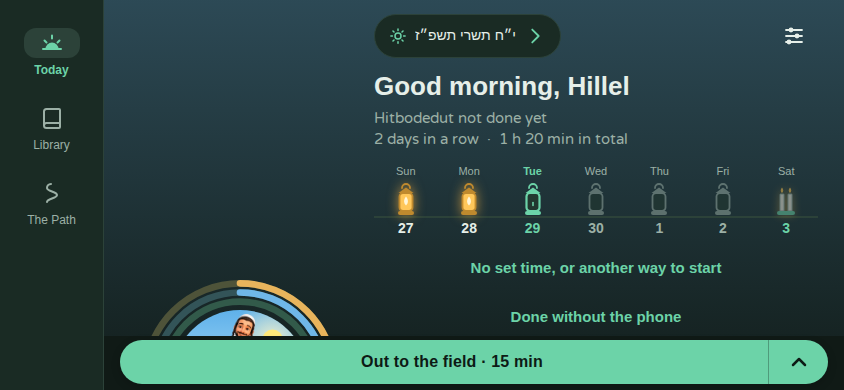 Today
Library
The Path
י״ח תשרי תשפ״ז
Good morning, Hillel
Hitbodedut not done yet
2 days in a row · 1 h 20 min in total
Sun Mon Tue Wed Thu Fri Sat
27 28 29 30 1 2 3
No set time, or another way to start
Done without the phone
Out to the field · 15 min